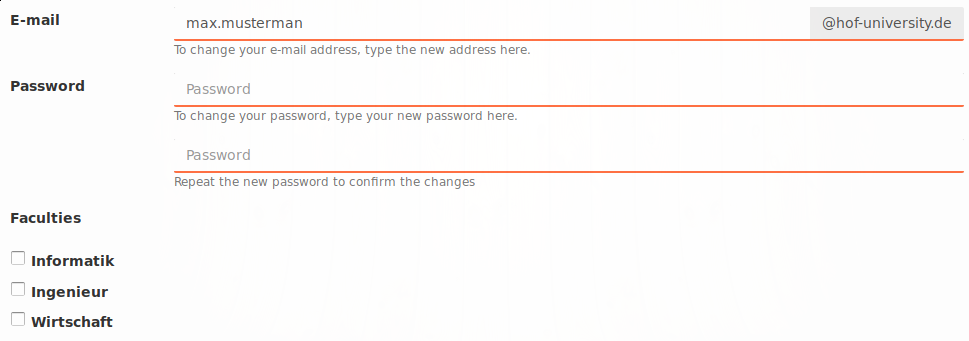 E-mail max.musterman @hof-university.de
To change your e-mail address, type the new address here.
Password Password
To change your password, type your new password here.
Password
Repeat the new password to confirm the changes
Faculties
Informatik
Ingenieur
Wirtschaft